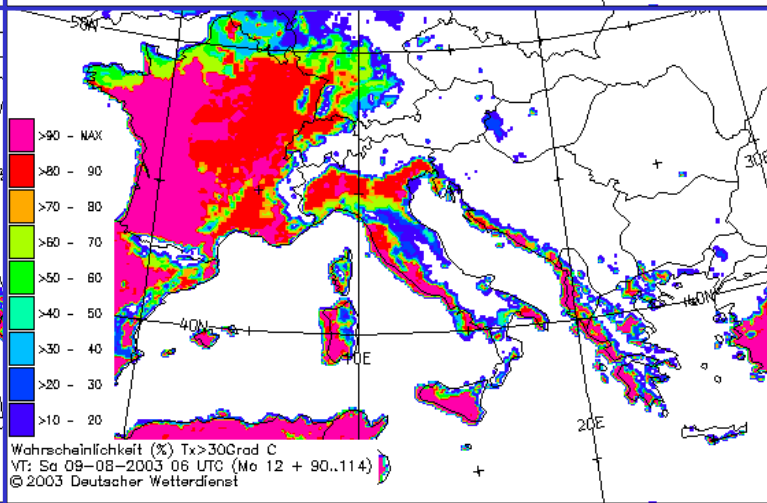 50N
>90 - MAX
>80 - 90
>70 - 80
>60 - 70
>50 - 60
>40 - 50
>30 - 40
>20 - 30
>10 - 20
30E
40N
40N
10E
20E
Wahrscheinlichkeit (%) Tx>30Grad C
VT: Sa 09-08-2003 06 UTC (Mo 12 + 90..114)
© 2003 Deutscher Wetterdienst